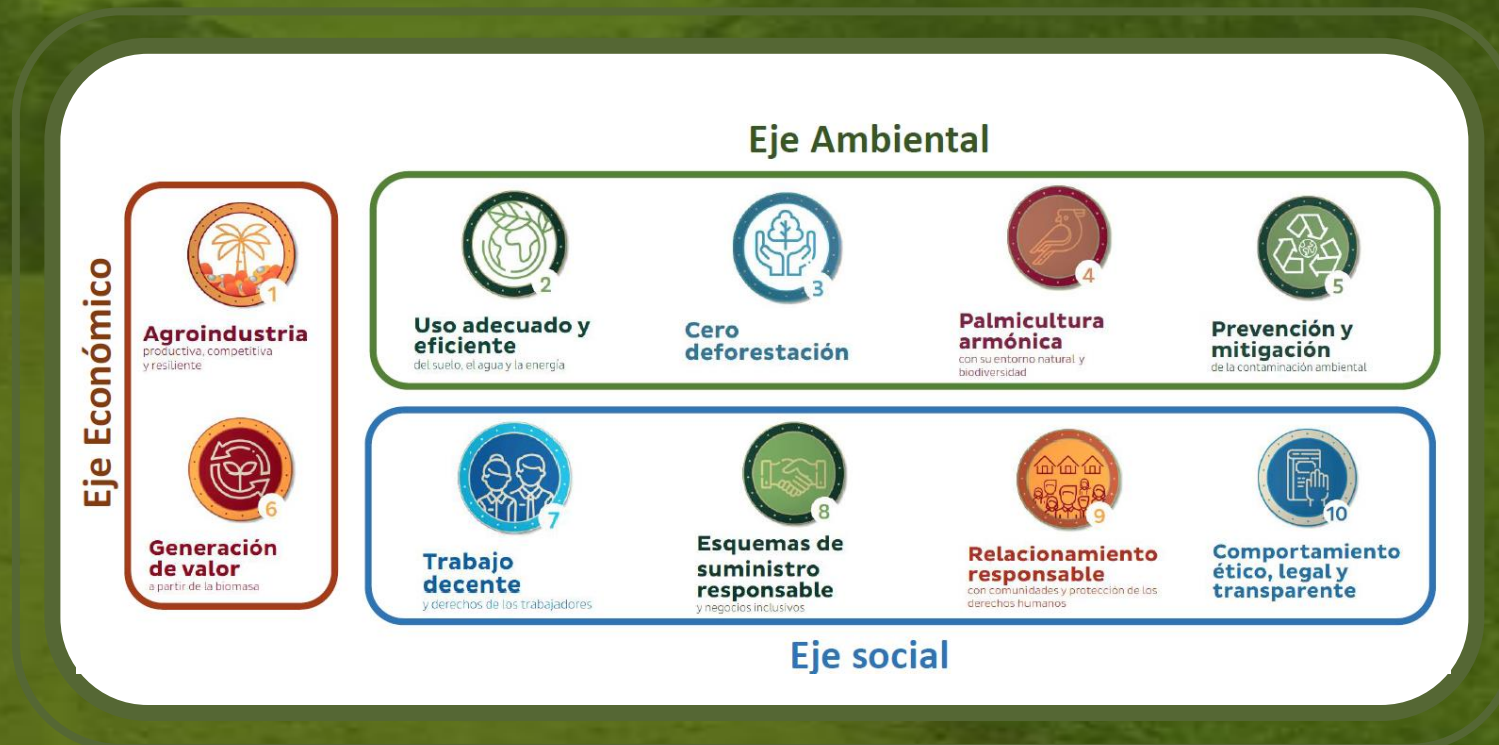 Eje Ambiental
Eje Económico
1
Agroindustria
productiva, competitiva
y resiliente
6
Generación
de valor
a partir de la biomasa
2
Uso adecuado y
eficiente
del suelo, el agua y la energía
3
Cero
deforestación
4
Palmicultura
armónica
con su entorno natural y
biodiversidad
5
Prevención y
mitigación
de la contaminación ambiental
7
Trabajo
decente
y derechos de los trabajadores
8
Esquemas de
suministro
responsable
y negocios inclusivos
9
Relacionamiento
responsable
con comunidades y protección de los
derechos humanos
10
Comportamiento
ético, legal y
transparente
Eje social